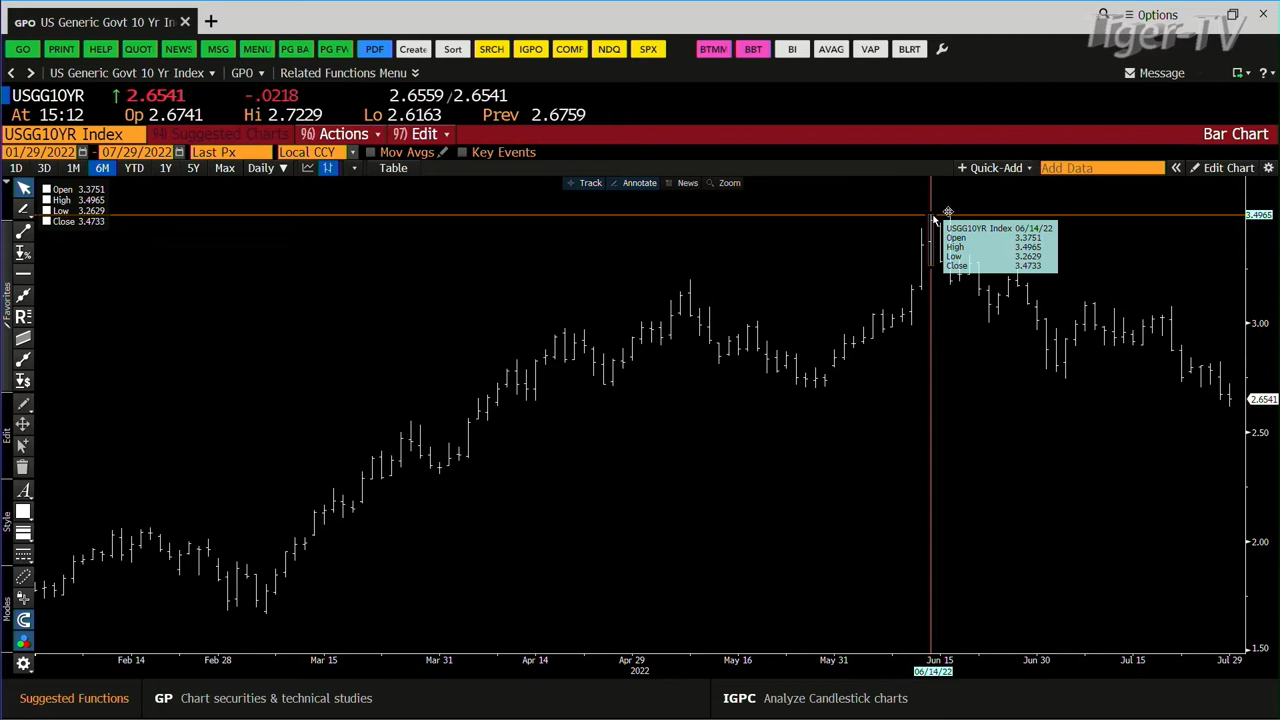 GPO US Generic Govt 10 Yr In
Options
Tiger-TV
GO PRINT HELP QUOT NEWS MSG MENU PG BA PG FW PDF Create Sort SRCH IGPO COMF NDQ SPX BTMM BBT BI AVAG VAP BLRT
US Generic Govt 10 Yr Index GPO Related Functions Menu Message
USGG10YR 2.6541 -.0218 2.6559/2.6541
At 15:12 Op 2.6741 Hi 2.7229 Lo 2.6163 Prev 2.6759
USGG10YR Index 94) Suggested Charts 96) Actions 97) Edit Bar Chart
01/29/2022 - 07/29/2022 Last Px Local CCY Mov Avgs Key Events
1D 3D 1M 6M YTD 1Y 5Y Max Daily Table + Quick-Add Add Data Edit Chart
Track Annotate News Zoom
Open 3.3751
High 3.4965
Low 3.2629
Close 3.4733
3.4965
USGG10YR Index 06/14/22
Open 3.3751
High 3.4965
Low 3.2629
Close 3.4733
Favorites
Edit
Style
Modes
3.00
2.6541
2.50
2.00
1.50
Feb 14 Feb 28 Mar 15 Mar 31 Apr 14 Apr 29 May 16 May 31 Jun 15 Jun 30 Jul 15 Jul 29
2022 06/14/22
Suggested Functions GP Chart securities & technical studies IGPC Analyze Candlestick charts